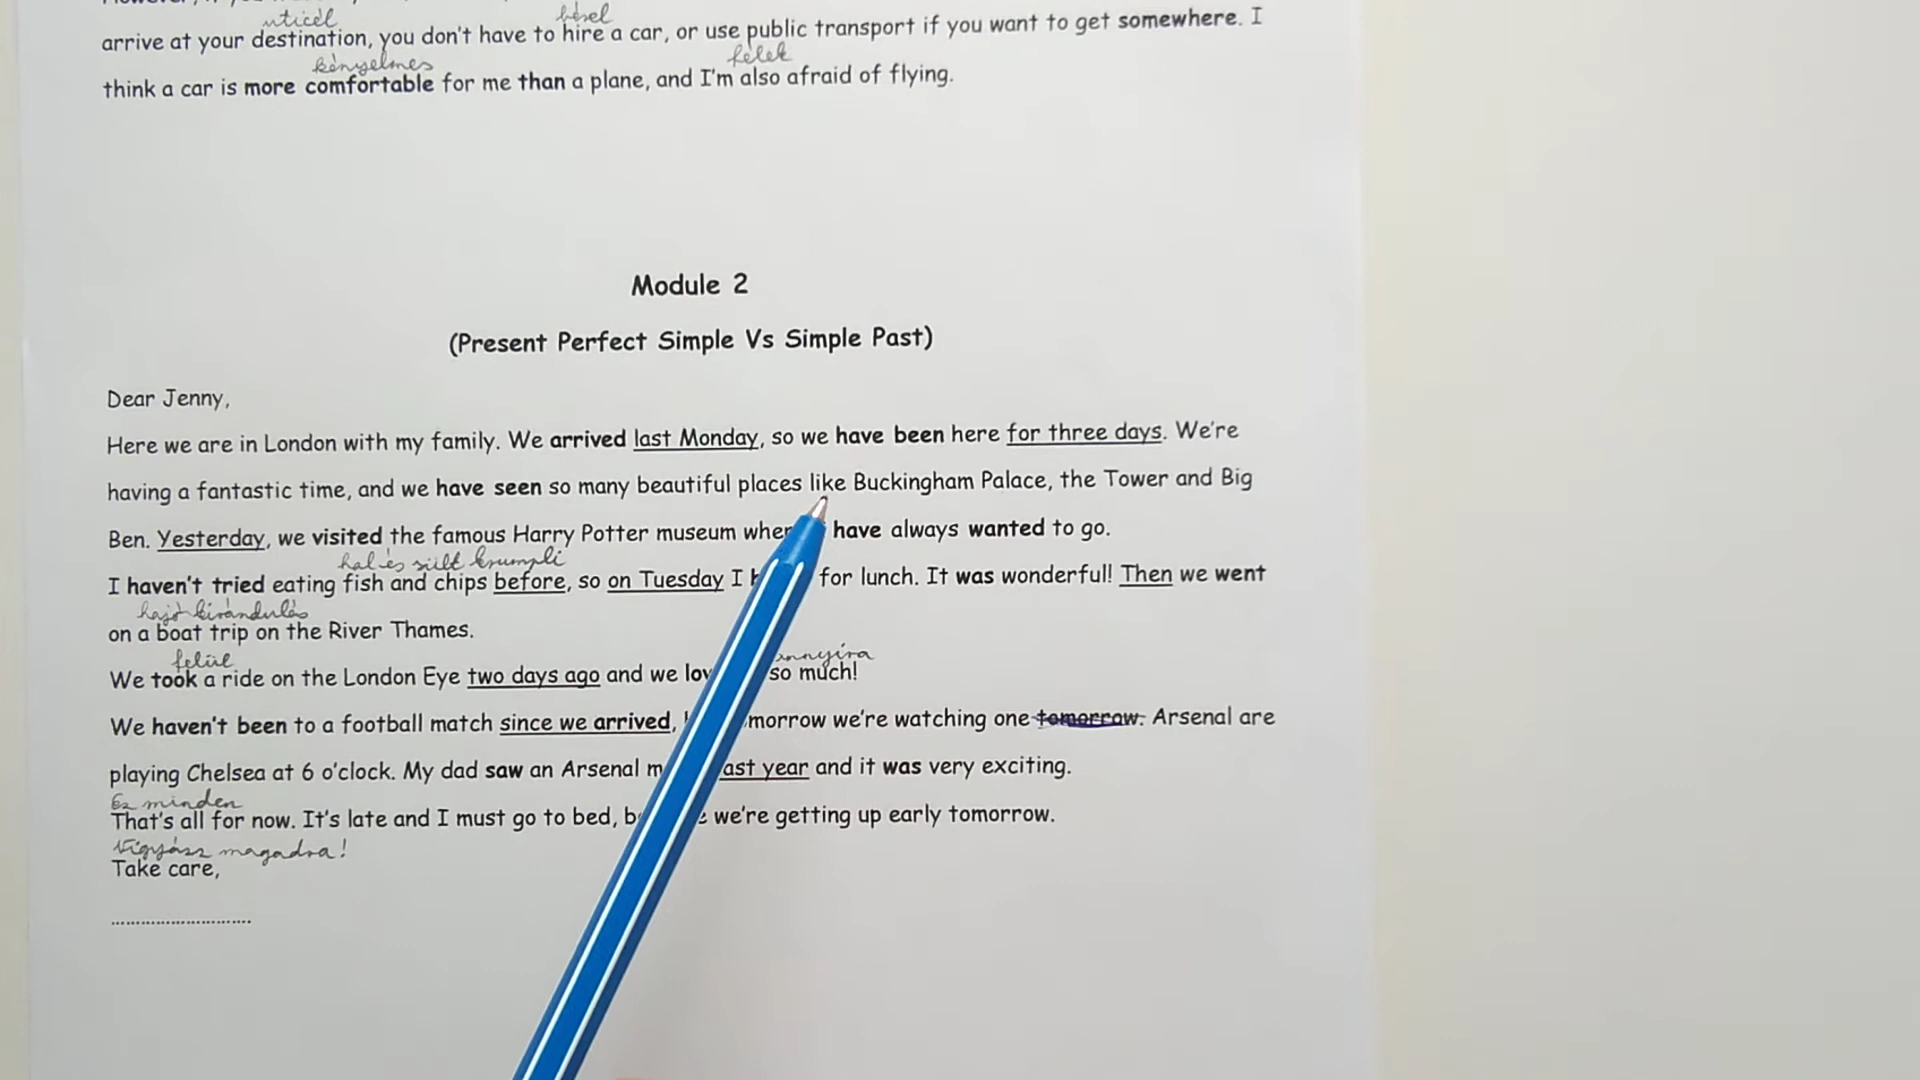 úticél bérel
arrive at your destination, you don't have to hire a car, or use public transport if you want to get somewhere. I
kényelmes félek
think a car is more comfortable for me than a plane, and I'm also afraid of flying.
Module 2
(Present Perfect Simple Vs Simple Past)
Dear Jenny,
Here we are in London with my family. We arrived last Monday, so we have been here for three days. We're
having a fantastic time, and we have seen so many beautiful places like Buckingham Palace, the Tower and Big
Ben. Yesterday, we visited the famous Harry Potter museum have always wanted to go.
hal és sült krumpli
I haven't tried eating fish and chips before, so on Tuesday I for lunch. It was wonderful! Then we went
hajó kirándulás
on a boat trip on the River Thames.
felül annyira
We took a ride on the London Eye two days ago and we so much!
We haven't been to a football match since we arrived, we're watching one tomorrow. Arsenal are
playing Chelsea at 6 o'clock. My dad saw an Arsenal year and it was very exciting.
Ez minden
That's all for now. It's late and I must go to bed, we're getting up early tomorrow.
Vigyázz magadra!
Take care,
............................